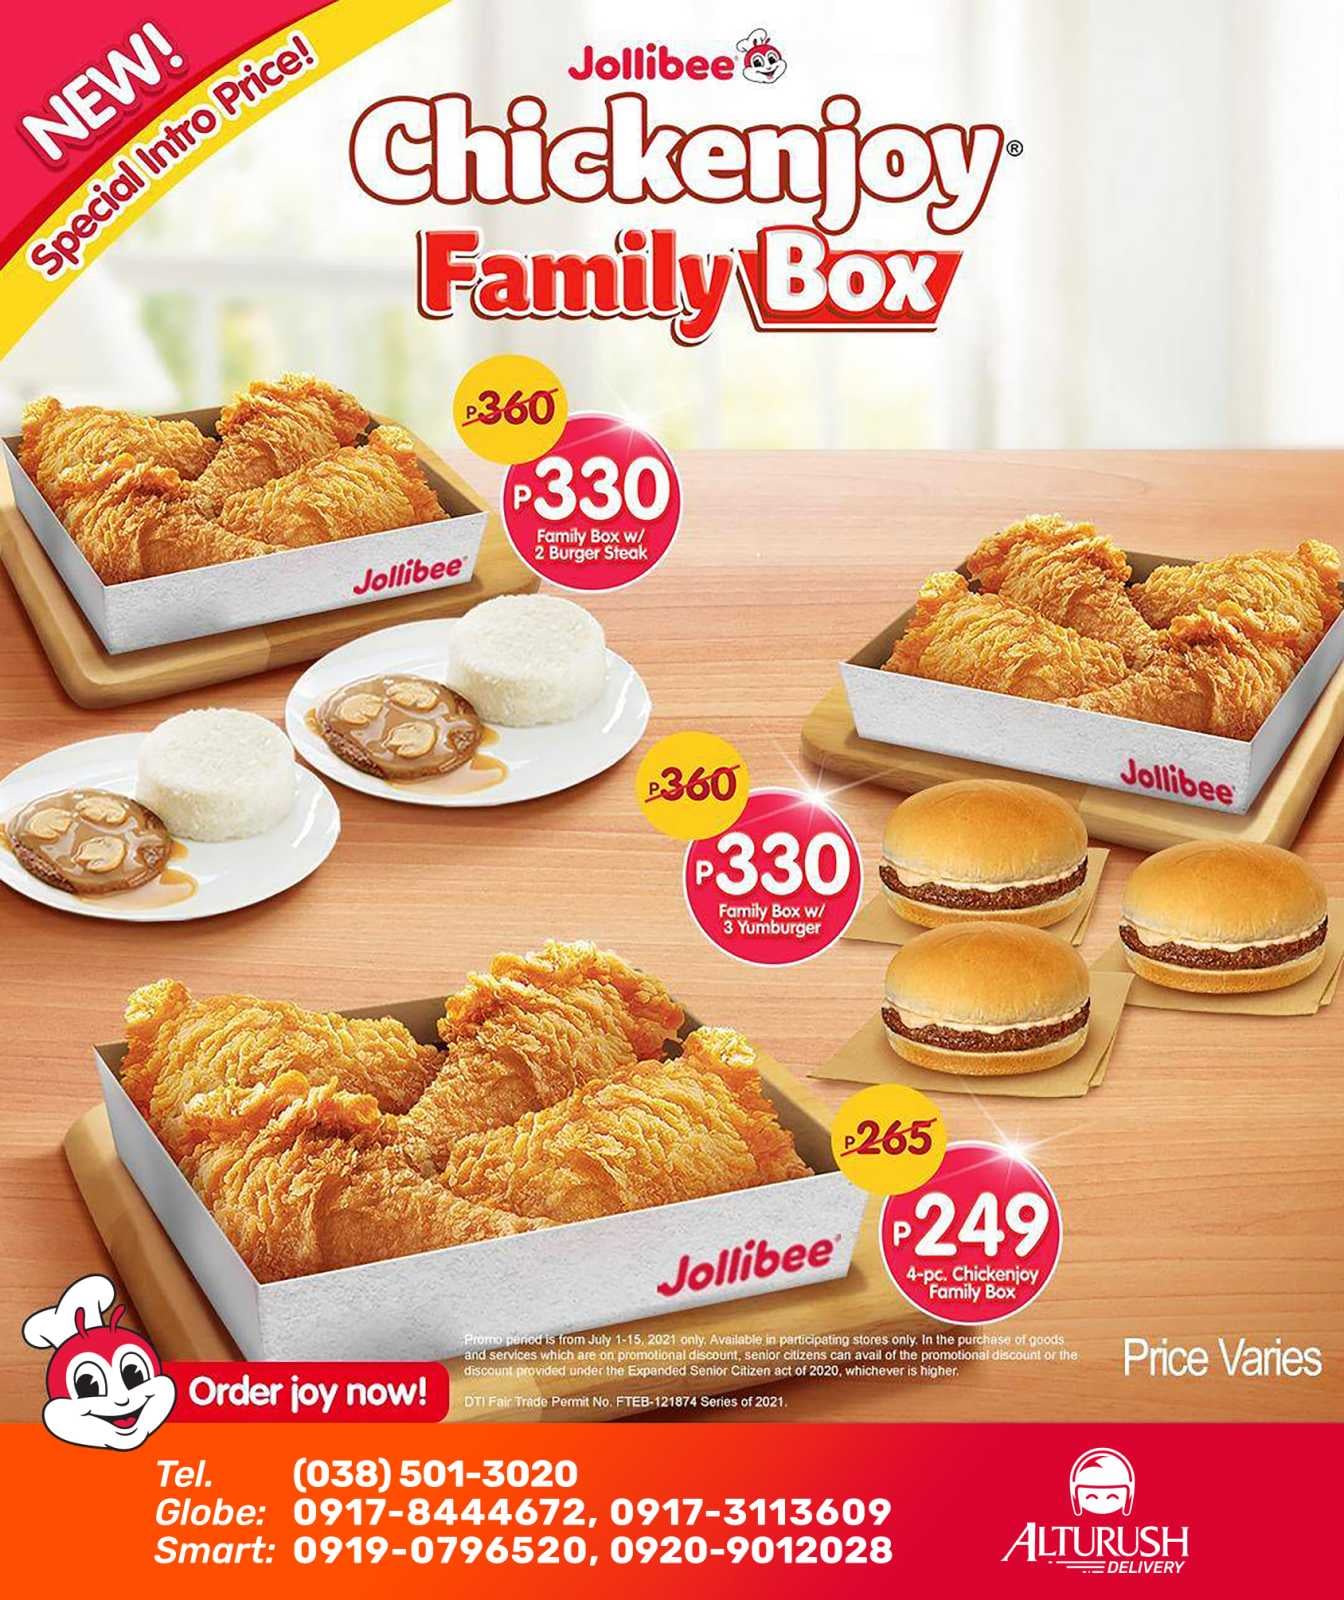 NEW!
Special Intro Price!
Jollibee
Chickenjoy®
Family Box
P360
P330
Family Box w/
2 Burger Steak
Jollibee
Jollibee
P360
P330
Family Box w/
3 Yumburger
P265
P249
4-pc. Chickenjoy
Family Box
Jollibee
Promo period is from July 1-15, 2021 only. Available in participating stores only. In the purchase of goods
and services which are on promotional discount, senior citizens can avail of the promotional discount or the
discount provided under the Expanded Senior Citizen act of 2020, whichever is higher.
DTI Fair Trade Permit No. FTEB-121874 Series of 2021.
Price Varies
Order joy now!
Tel. (038) 501-3020
Globe: 0917-8444672, 0917-3113609
Smart: 0919-0796520, 0920-9012028
ALTURUSH
DELIVERY